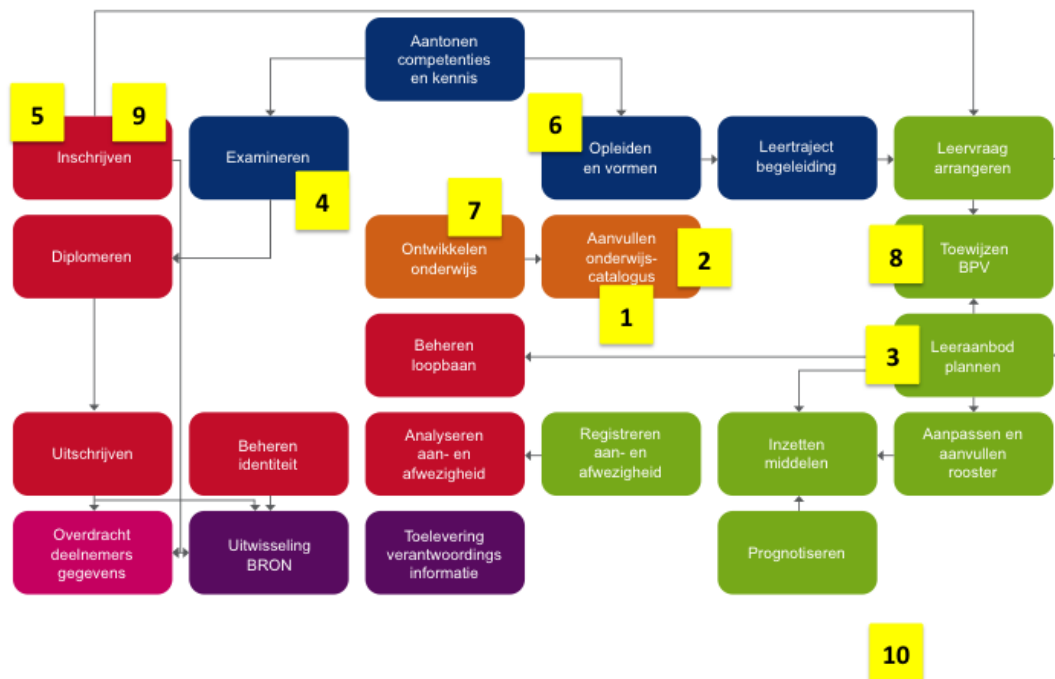 Aantonen
competenties
en kennis
5
9
Inschrijven
Examineren
4
6
Opleiden
en vormen
Leertraject
begeleiding
Leervraag
arrangeren
Diplomeren
7
Ontwikkelen
onderwijs
Aanvullen
onderwijs-
catalogus
2
1
8
Toewijzen
BPV
Beheren
loopbaan
3
Leeraanbod
plannen
Uitschrijven
Beheren
identiteit
Analyseren
aan- en
afwezigheid
Registreren
aan- en
afwezigheid
Inzetten
middelen
Aanpassen en
aanvullen
rooster
Overdracht
deelnemers
gegevens
Uitwisseling
BRON
Toelevering
verantwoordings
informatie
Prognotiseren
10